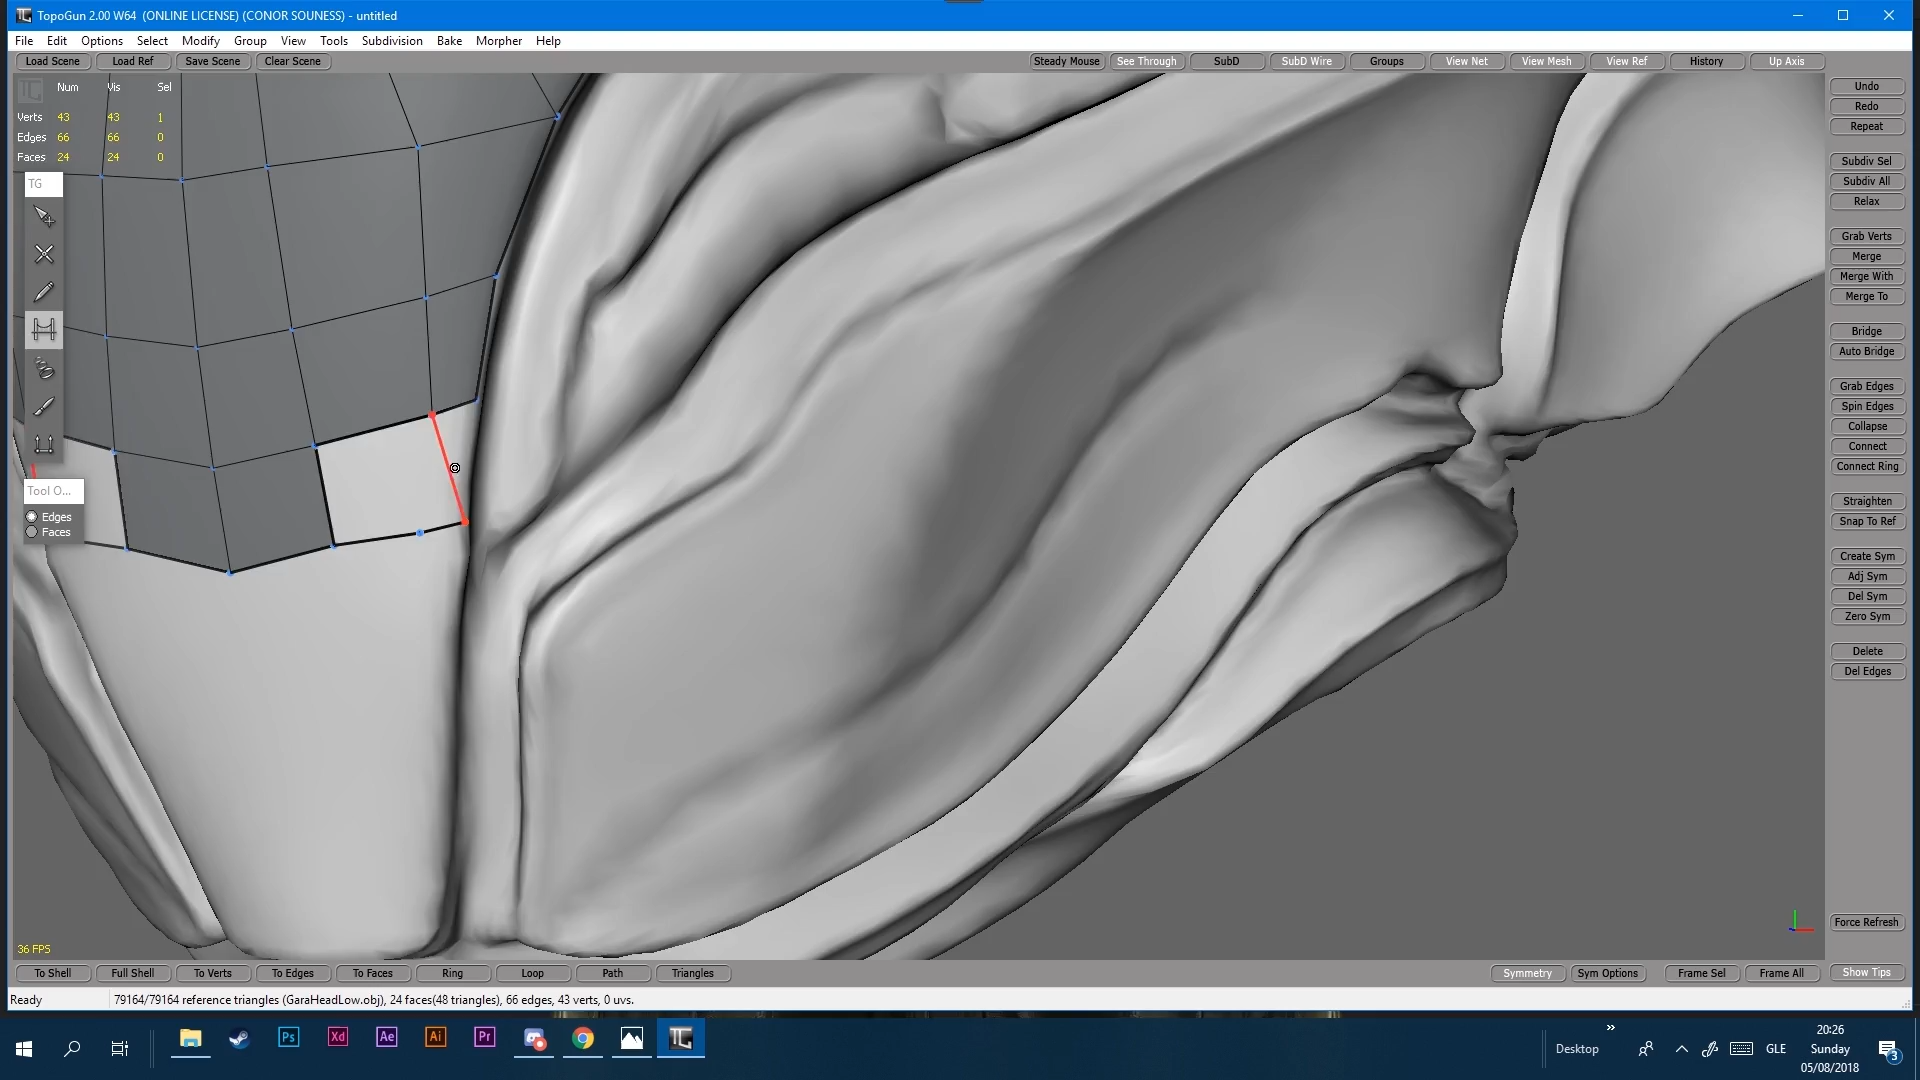 TopoGun 2.00 W64 (ONLINE LICENSE) (CONOR SOUNESS) - untitled
File Edit Options Select Modify Group View Tools Subdivision Bake Morpher Help
Load Scene Load Ref Save Scene Clear Scene Steady Mouse See Through SubD SubD Wire Groups View Net View Mesh View Ref History Up Axis
Num Vis Sel
Verts 43 43 1
Edges 66 66 0
Faces 24 24 0
TG
Tool O...
Edges
Faces
Undo
Redo
Repeat
Subdiv Sel
Subdiv All
Relax
Grab Verts
Merge
Merge With
Merge To
Bridge
Auto Bridge
Grab Edges
Spin Edges
Collapse
Connect
Connect Ring
Straighten
Snap To Ref
Create Sym
Adj Sym
Del Sym
Zero Sym
Delete
Del Edges
Force Refresh
36 FPS
To Shell Full Shell To Verts To Edges To Faces Ring Loop Path Triangles Symmetry Sym Options Frame Sel Frame All Show Tips
Ready 79164/79164 reference triangles (GaraHeadLow.obj), 24 faces(48 triangles), 66 edges, 43 verts, 0 uvs.
Ps Xd Ae Ai Pr
Desktop
GLE
20:26
Sunday
05/08/2018
3